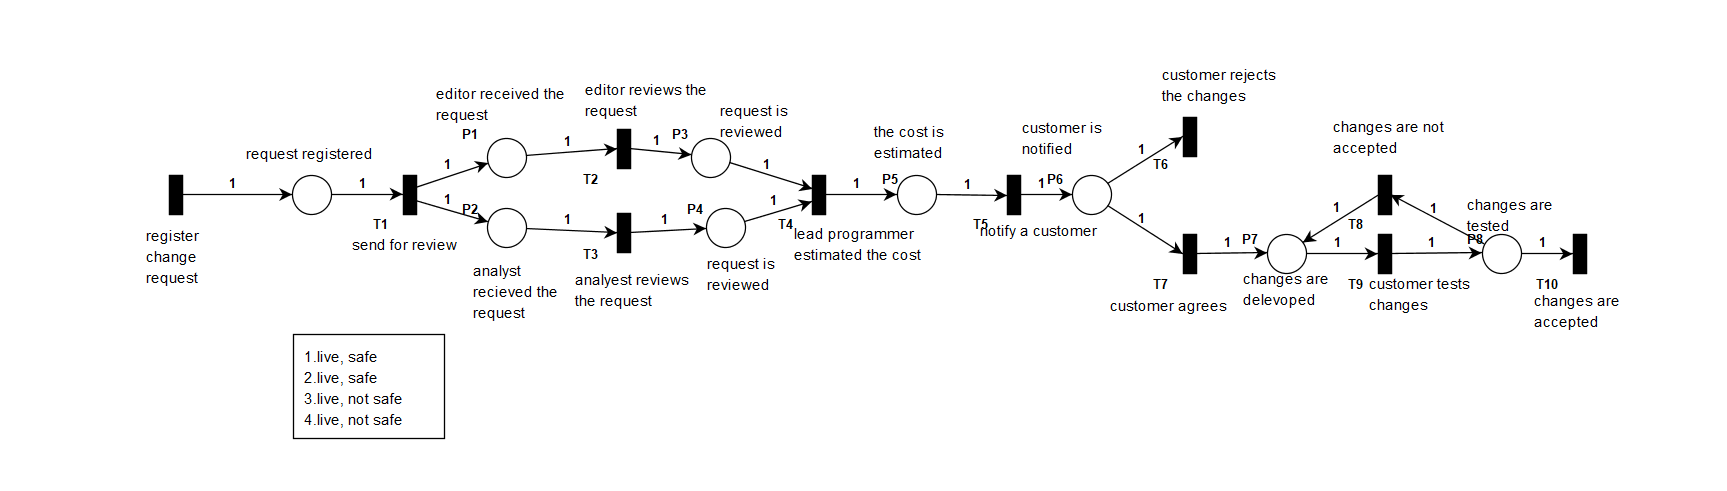 customer rejects
the changes
editor received the
request
editor reviews the
request
request is
reviewed
the cost is
estimated
customer is
notified
changes are not
accepted
P1
1
1
P3
request registered
1
1
1
1
T2
1
1
T6
1
1
1
P2
1
1
P4
1
T4
1
P5
1
T5
1
P6
1
1
T8
1
changes are
tested
T1
send for review
register
change
request
T3
analyst
recieved the
request
analyest reviews
the request
request is
reviewed
lead programmer
estimated the cost
notify a customer
1
P7
1
1
P8
1
T7
customer agrees
changes are
delevoped
T9
customer tests
changes
T10
changes are
accepted
1.live, safe
2.live, safe
3.live, not safe
4.live, not safe